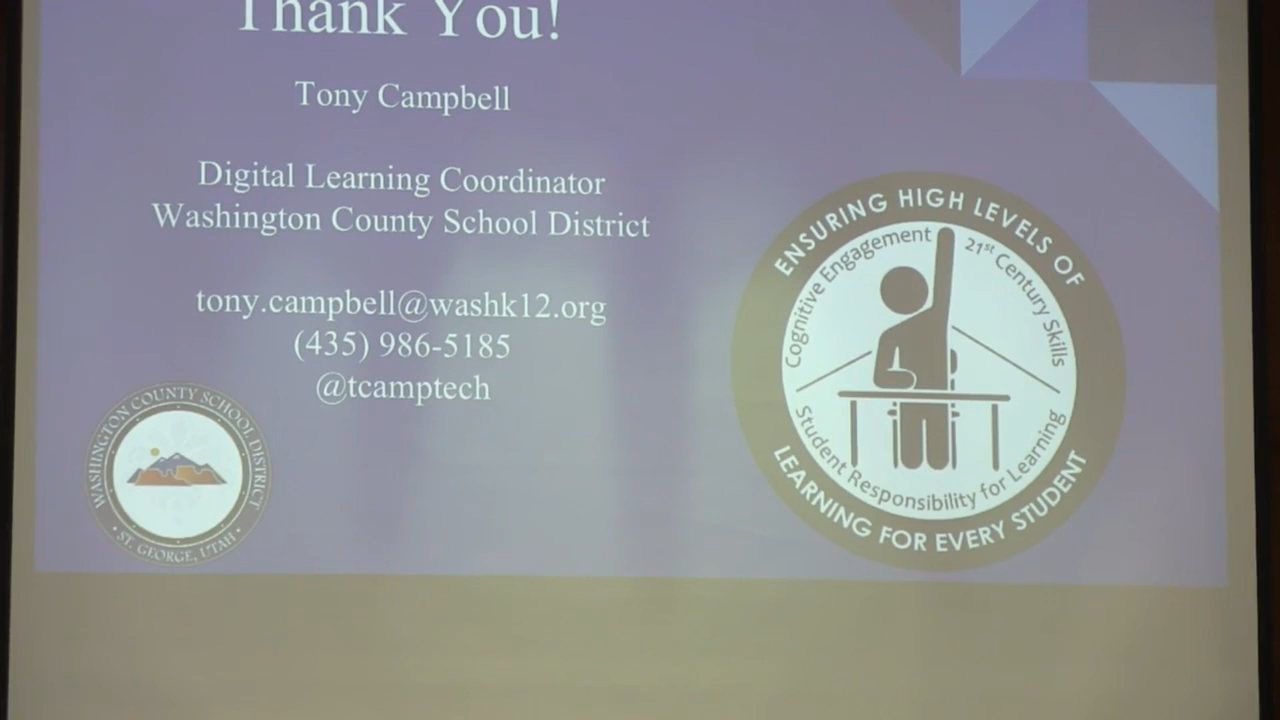 Thank You!
Tony Campbell
Digital Learning Coordinator
Washington County School District
tony.campbell@washk12.org
(435) 986-5185
@tcamptech
WASHINGTON COUNTY SCHOOL DISTRICT
• ST. GEORGE, UTAH •
ENSURING HIGH LEVELS OF
Cognitive Engagement
21st Century Skills
Student Responsibility for Learning
LEARNING FOR EVERY STUDENT